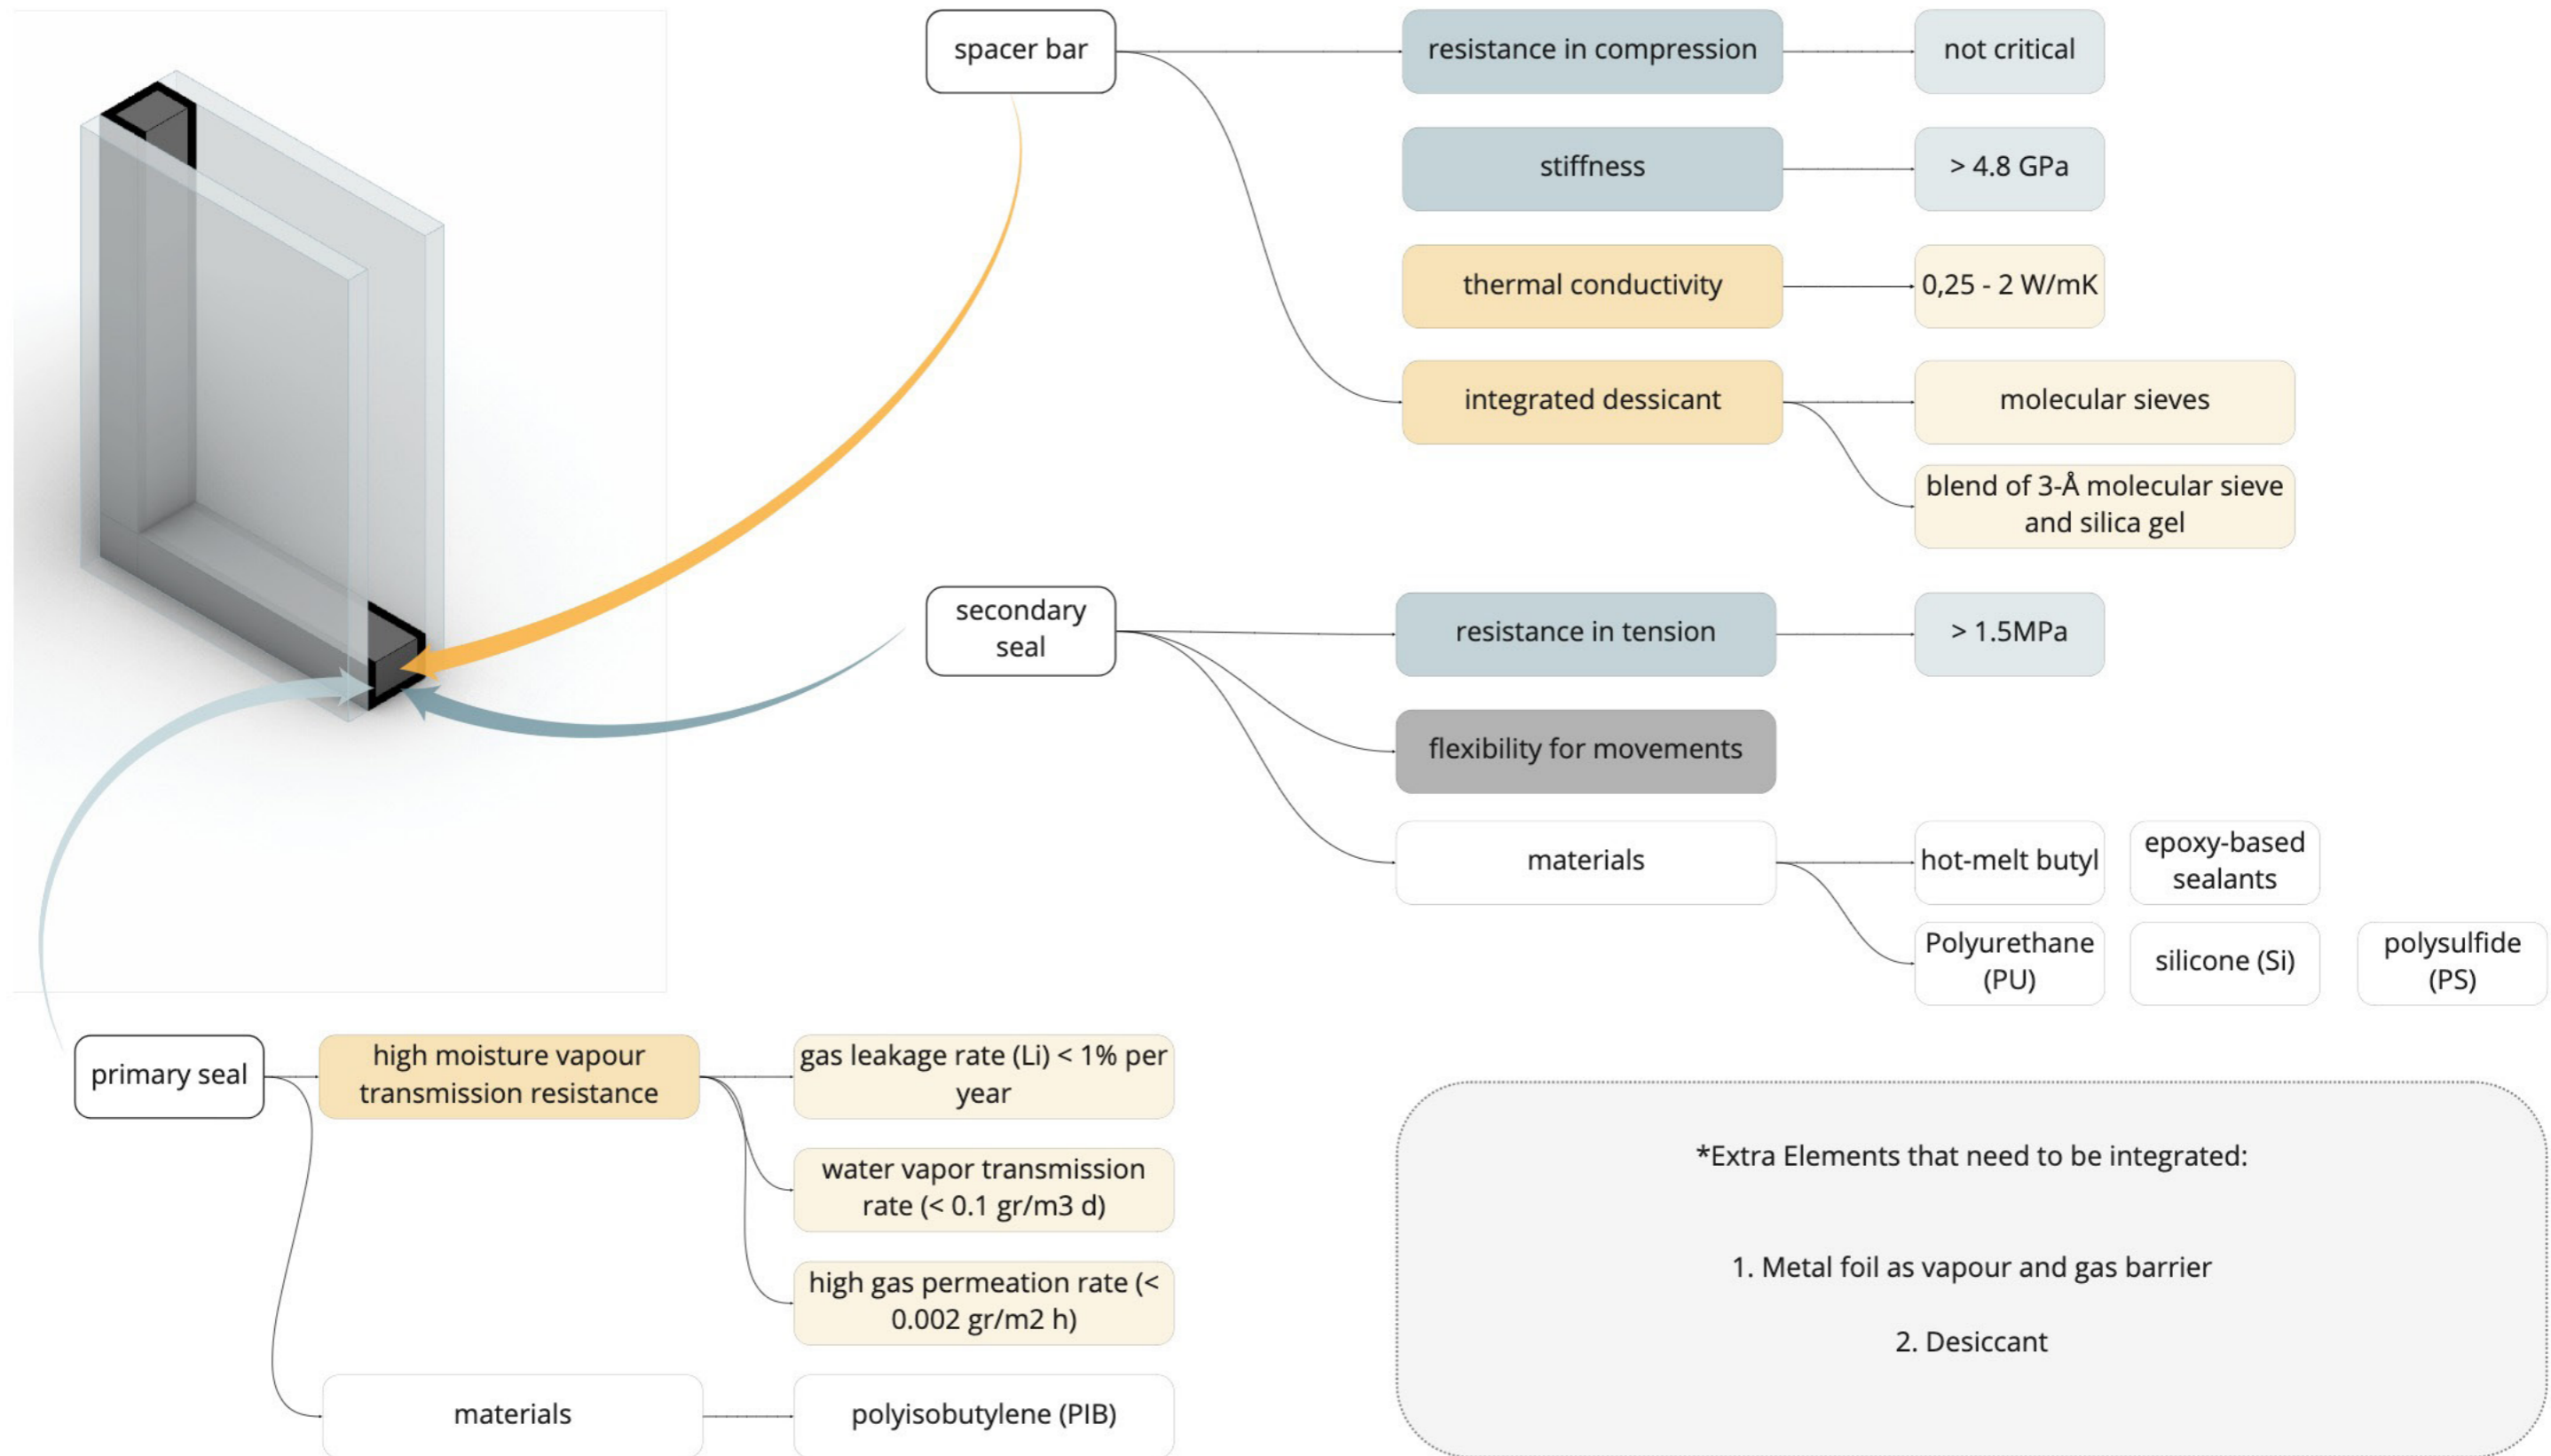 spacer bar
resistance in compression
not critical
stiffness
> 4.8 GPa
thermal conductivity
0,25 - 2 W/mK
integrated dessicant
molecular sieves
blend of 3-Å molecular sieve
and silica gel
secondary
seal
resistance in tension
> 1.5MPa
flexibility for movements
materials
hot-melt butyl
epoxy-based
sealants
Polyurethane
(PU)
silicone (Si)
polysulfide
(PS)
primary seal
high moisture vapour
transmission resistance
gas leakage rate (Li) < 1% per
year
water vapor transmission
rate (< 0.1 gr/m3 d)
high gas permeation rate (<
0.002 gr/m2 h)
materials
polyisobutylene (PIB)
*Extra Elements that need to be integrated:
1. Metal foil as vapour and gas barrier
2. Desiccant